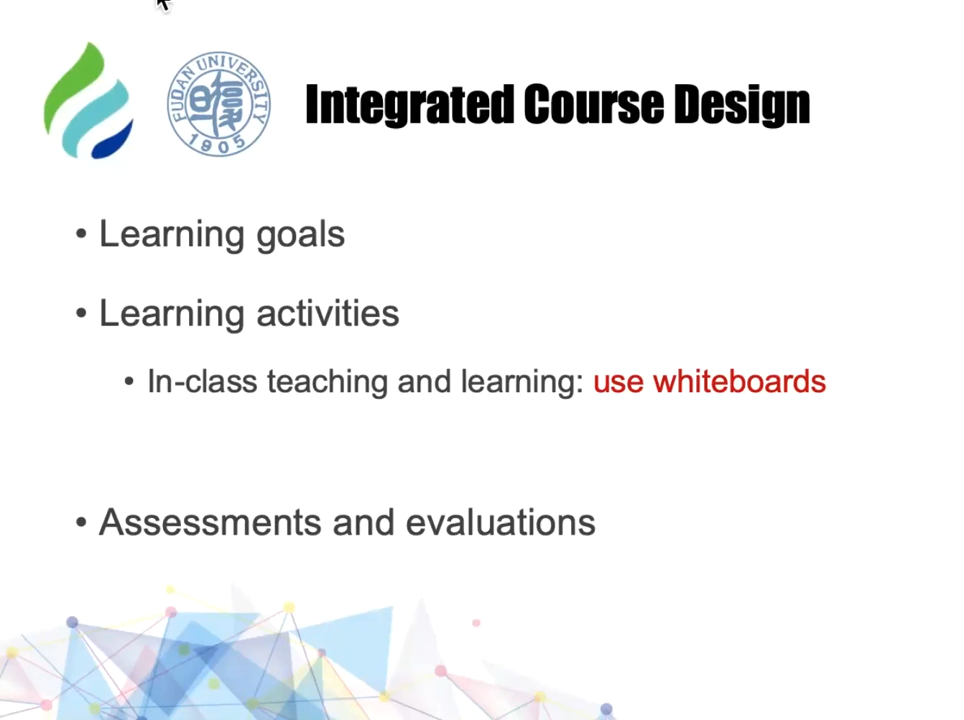 FUDAN UNIVERSITY
1905
Integrated Course Design
• Learning goals
• Learning activities
• In-class teaching and learning: use whiteboards
• Assessments and evaluations